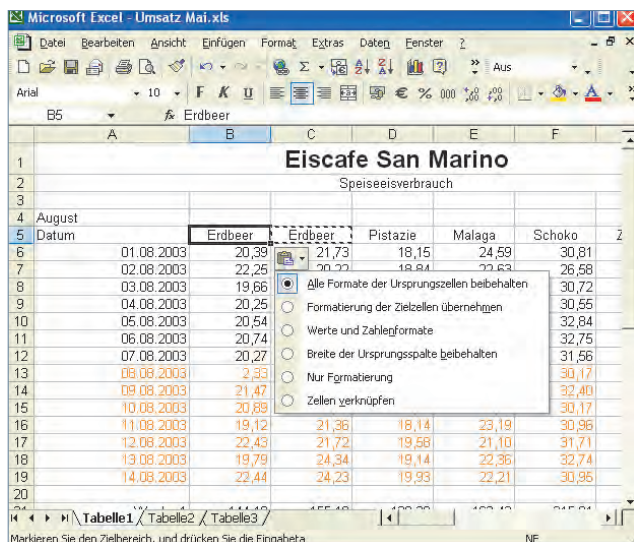 Microsoft Excel - Umsatz Mai.xls
Datei Bearbeiten Ansicht Einfügen Format Extras Daten Fenster ?
Aus
Arial 10 F K U € % 000
B5 fx Erdbeer
A B C D E F
1 Eiscafe San Marino
2 Speiseeisverbrauch
3
4 August
5 Datum Erdbeer Erdbeer Pistazie Malaga Schoko
6 01.08.2003 20,39 21,73 18,15 24,59 30,81
7 02.08.2003 22,25 20,22 18,84 22,63 26,58
8 03.08.2003 19,66 30,72
9 04.08.2003 20,25 30,55
10 05.08.2003 20,54 32,84
11 06.08.2003 20,74 32,75
12 07.08.2003 20,27 31,56
13 08.08.2003 2,33 30,17
14 09.08.2003 21,47 32,40
15 10.08.2003 20,89 30,17
16 11.08.2003 19,12 21,36 18,14 23,19 30,96
17 12.08.2003 22,43 21,72 19,58 21,10 31,71
18 13.08.2003 19,79 24,34 19,14 22,36 32,74
19 14.08.2003 22,44 24,23 19,93 22,21 30,95
20
Alle Formate der Ursprungszellen beibehalten
Formatierung der Zielzellen übernehmen
Werte und Zahlenformate
Breite der Ursprungsspalte beibehalten
Nur Formatierung
Zellen verknüpfen
Tabelle1 Tabelle2 Tabelle3
Markieren Sie den Zielbereich, und drücken Sie die Eingabeta NF